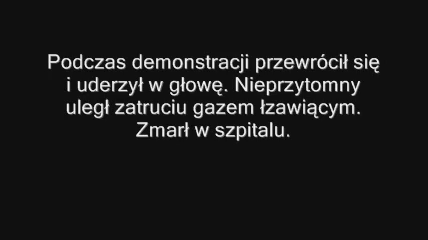 Podczas demonstracji przewrócił się
i uderzył w głowę. Nieprzytomny
uległ zatruciu gazem łzawiącym.
Zmarł w szpitalu.